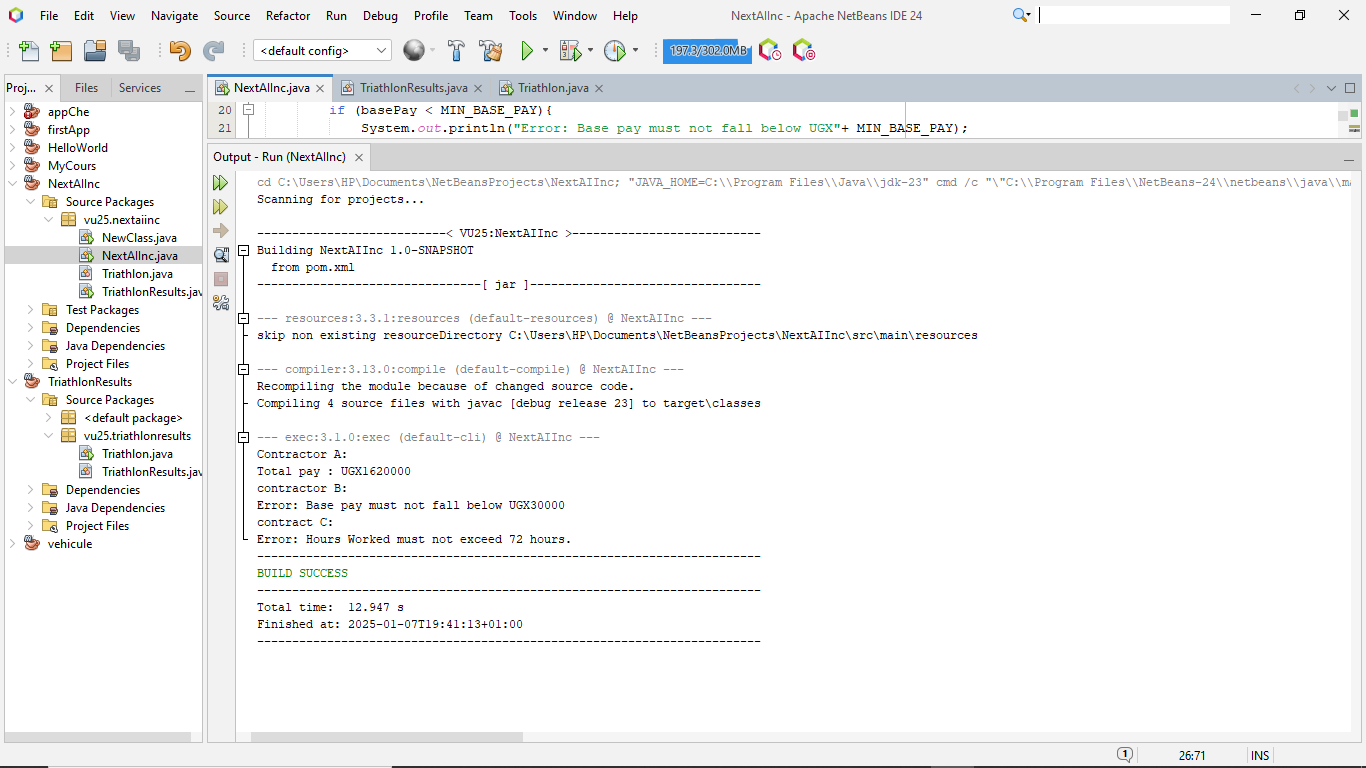 File Edit View Navigate Source Refactor Run Debug Profile Team Tools Window Help NextAIInc - Apache NetBeans IDE 24
<default config> 197.3/302.0MB
Proj... Files Services
NextAIInc.java TriathlonResults.java Triathlon.java
appChe
firstApp
HelloWorld
MyCours
NextAIInc
Source Packages
vu25.nextaiinc
NewClass.java
NextAIInc.java
Triathlon.java
TriathlonResults.jav
Test Packages
Dependencies
Java Dependencies
Project Files
TriathlonResults
Source Packages
<default package>
vu25.triathlonresults
Triathlon.java
TriathlonResults.jav
Dependencies
Java Dependencies
Project Files
vehicule
20 if (basePay < MIN_BASE_PAY){
21 System.out.println("Error: Base pay must not fall below UGX"+ MIN_BASE_PAY);
Output - Run (NextAIInc)
cd C:\Users\HP\Documents\NetBeansProjects\NextAIInc; "JAVA_HOME=C:\\Program Files\\Java\\jdk-23" cmd /c "\"C:\\Program Files\\NetBeans-24\\netbeans\\java\\ma
Scanning for projects...
---------------------------< VU25:NextAIInc >---------------------------
Building NextAIInc 1.0-SNAPSHOT
from pom.xml
--------------------------------[ jar ]---------------------------------
--- resources:3.3.1:resources (default-resources) @ NextAIInc ---
skip non existing resourceDirectory C:\Users\HP\Documents\NetBeansProjects\NextAIInc\src\main\resources
--- compiler:3.13.0:compile (default-compile) @ NextAIInc ---
Recompiling the module because of changed source code.
Compiling 4 source files with javac [debug release 23] to target\classes
--- exec:3.1.0:exec (default-cli) @ NextAIInc ---
Contractor A:
Total pay : UGX1620000
contractor B:
Error: Base pay must not fall below UGX30000
contract C:
Error: Hours Worked must not exceed 72 hours.
------------------------------------------------------------------------
BUILD SUCCESS
------------------------------------------------------------------------
Total time:  12.947 s
Finished at: 2025-01-07T19:41:13+01:00
------------------------------------------------------------------------
1 26:71 INS